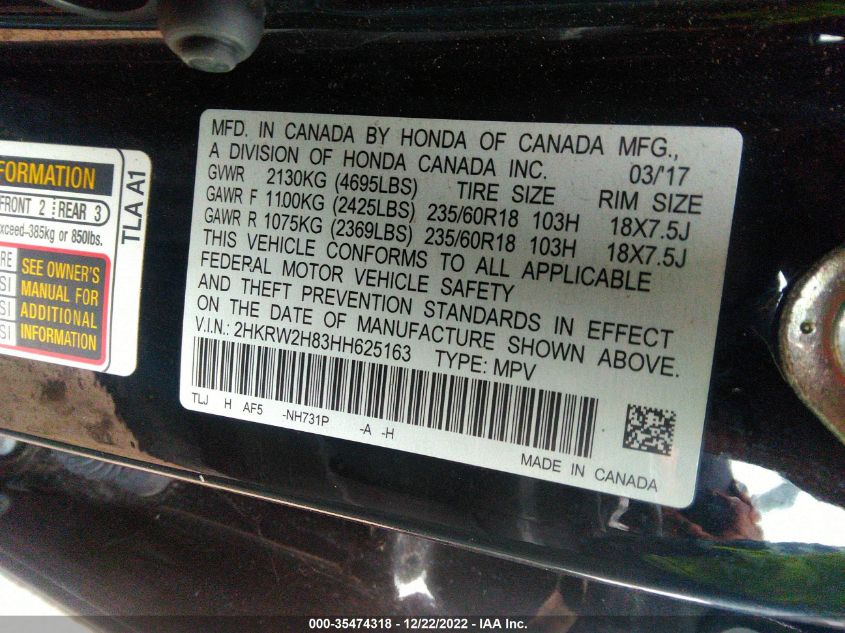 FORMATION
FRONT 2 REAR 3
exceed-385kg or 850lbs.
SEE OWNER'S
MANUAL FOR
ADDITIONAL
INFORMATION
TLA A1
MFD. IN CANADA BY HONDA OF CANADA MFG.,
A DIVISION OF HONDA CANADA INC. 03/'17
GVWR 2130KG (4695LBS) TIRE SIZE RIM SIZE
GAWR F 1100KG (2425LBS) 235/60R18 103H 18X7.5J
GAWR R 1075KG (2369LBS) 235/60R18 103H 18X7.5J
THIS VEHICLE CONFORMS TO ALL APPLICABLE
FEDERAL MOTOR VEHICLE SAFETY
AND THEFT PREVENTION STANDARDS IN EFFECT
ON THE DATE OF MANUFACTURE SHOWN ABOVE.
V.I.N.: 2HKRW2H83HH625163 TYPE: MPV
TLJ H AF5 -NH731P -A -H
MADE IN CANADA
000-35474318 - 12/22/2022 - IAA Inc.